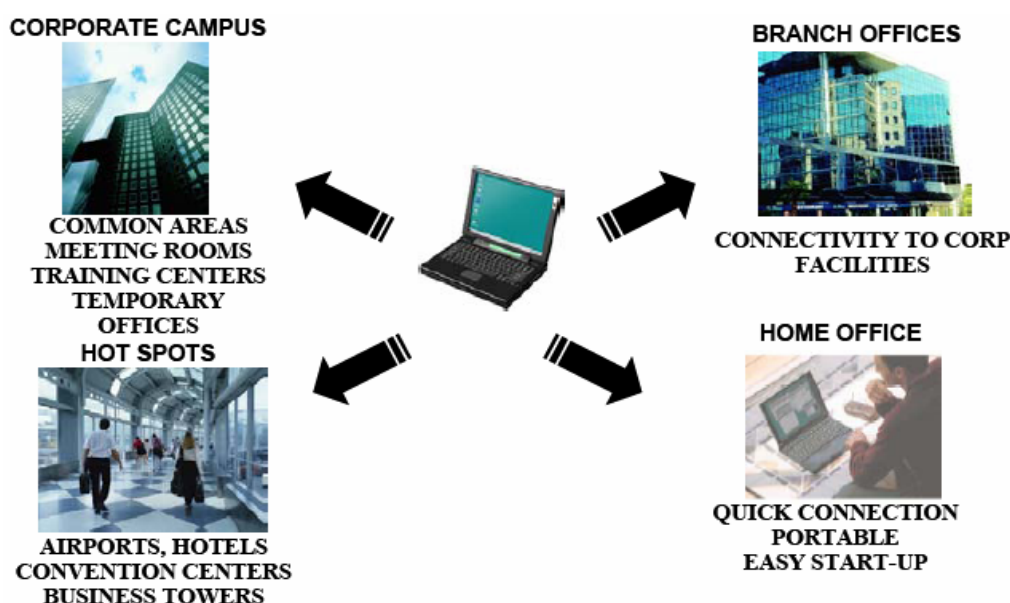 CORPORATE CAMPUS
COMMON AREAS
MEETING ROOMS
TRAINING CENTERS
TEMPORARY
OFFICES
HOT SPOTS
AIRPORTS, HOTELS
CONVENTION CENTERS
BUSINESS TOWERS
BRANCH OFFICES
CONNECTIVITY TO CORP
FACILITIES
HOME OFFICE
QUICK CONNECTION
PORTABLE
EASY START-UP